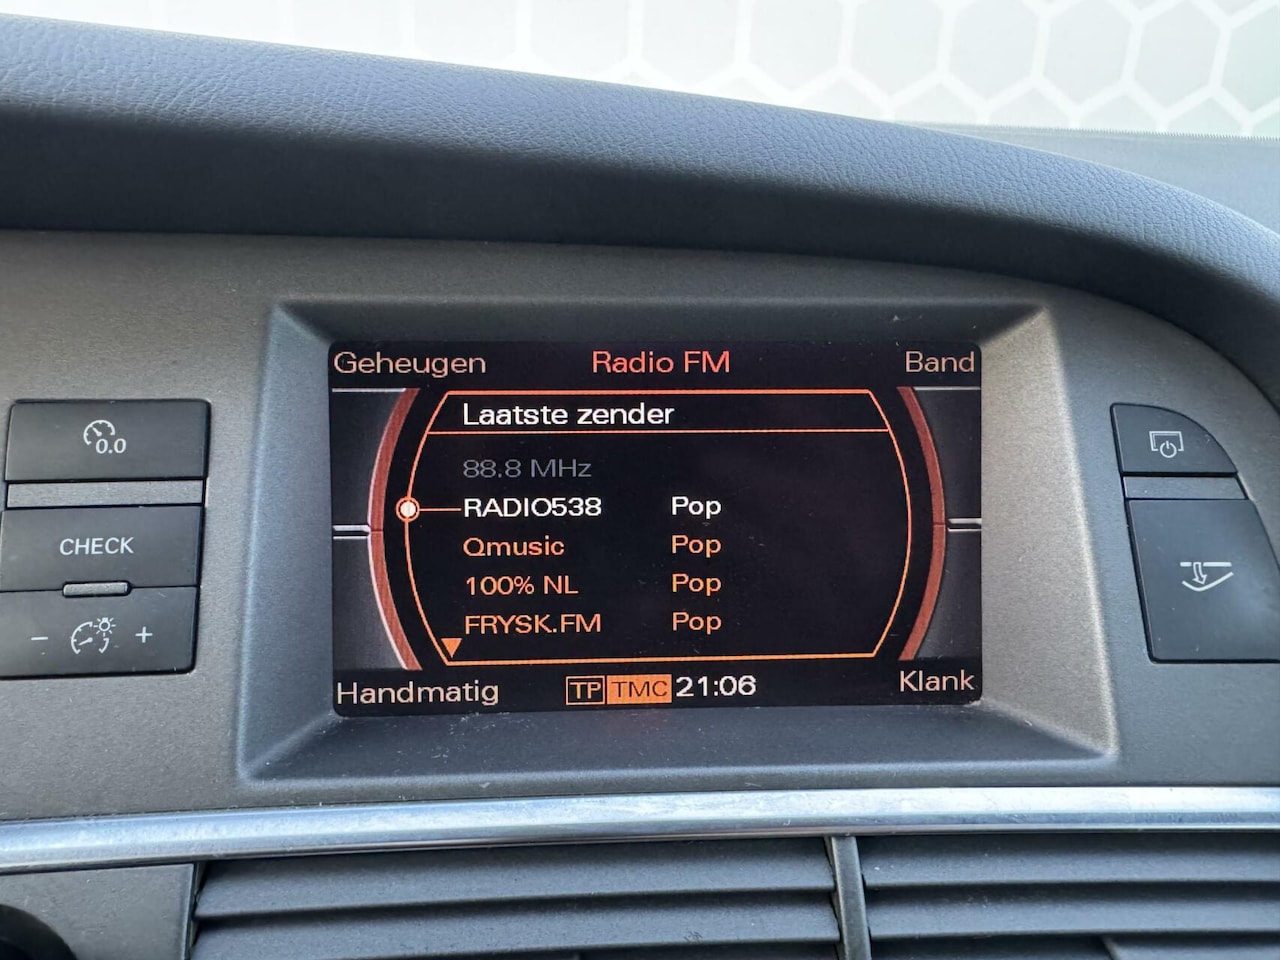 Geheugen Radio FM Band
Laatste zender
88.8 MHz
RADIO538 Pop
Qmusic Pop
100% NL Pop
FRYSK.FM Pop
Handmatig TP TMC 21:06 Klank
0.0
CHECK
- +